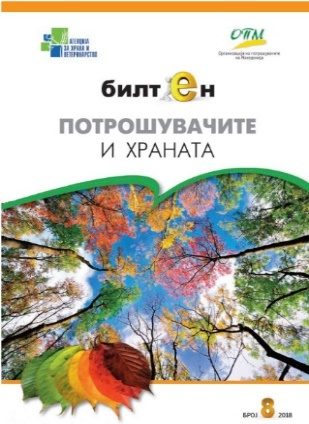 АГЕНЦИЈА
ЗА ХРАНА И
ВЕТЕРИНАРСТВО
ОПМ
Организација на потрошувачите
на Македонија
билтен
ПОТРОШУВАЧИТЕ
И ХРАНАТА
БРОЈ 8 2018